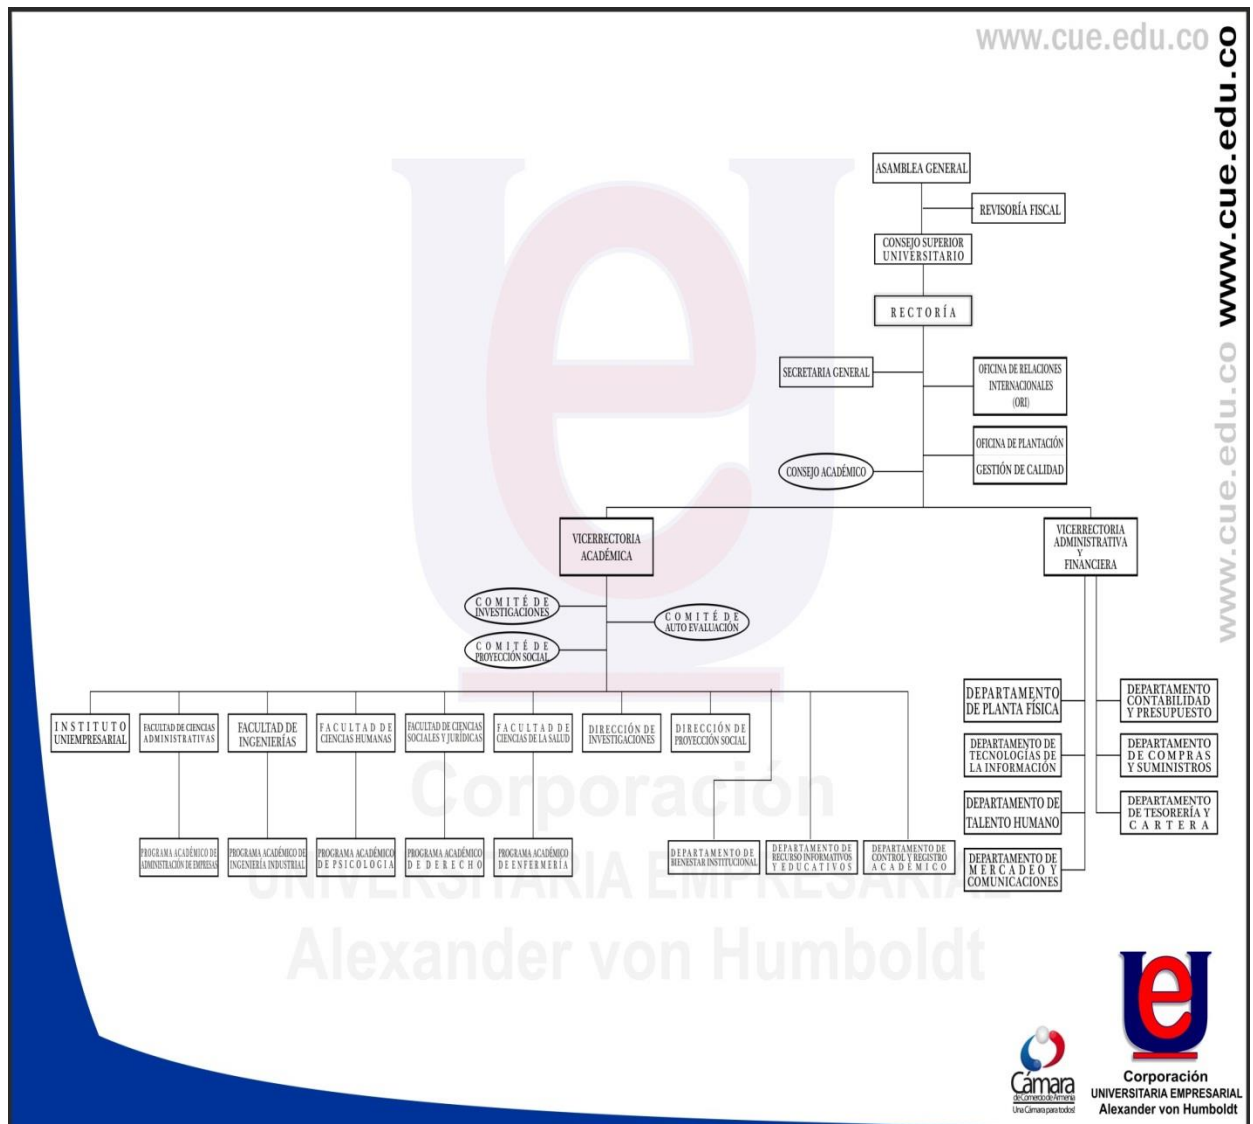 www.cue.edu.co
www.cue.edu.co www.cue.edu.co
ASAMBLEA GENERAL
REVISORÍA FISCAL
CONSEJO SUPERIOR
UNIVERSITARIO
RECTORÍA
SECRETARIA GENERAL
OFICINA DE RELACIONES
INTERNACIONALES
(ORI)
OFICINA DE PLANTACIÓN
GESTIÓN DE CALIDAD
CONSEJO ACADÉMICO
VICERRECTORIA
ACADÉMICA
VICERRECTORIA
ADMINISTRATIVA
Y
FINANCIERA
COMITÉ DE
INVESTIGACIONES
COMITÉ DE
AUTO EVALUACIÓN
COMITÉ DE
PROYECCIÓN SOCIAL
INSTITUTO
UNIEMPRESARIAL
FACULTAD DE CIENCIAS
ADMINISTRATIVAS
FACULTAD DE
INGENIERÍAS
FACULTAD DE
CIENCIAS HUMANAS
FACULTAD DE CIENCIAS
SOCIALES Y JURÍDICAS
FACULTAD DE
CIENCIAS DE LA SALUD
DIRECCIÓN DE
INVESTIGACIONES
DIRECCIÓN DE
PROYECCIÓN SOCIAL
DEPARTAMENTO
DE PLANTA FÍSICA
DEPARTAMENTO
CONTABILIDAD
Y PRESUPUESTO
DEPARTAMENTO DE
TECNOLOGÍAS DE
LA INFORMACIÓN
DEPARTAMENTO
DE COMPRAS
Y SUMINISTROS
DEPARTAMENTO DE
TALENTO HUMANO
DEPARTAMENTO
DE TESORERÍA Y
CARTERA
DEPARTAMENTO DE
MERCADEO Y
COMUNICACIONES
PROGRAMA ACADÉMICO DE
ADMINISTRACIÓN DE EMPRESAS
PROGRAMA ACADÉMICO DE
INGENIERÍA INDUSTRIAL
PROGRAMA ACADÉMICO
DE PSICOLOGIA
PROGRAMA ACADÉMICO
DE DERECHO
PROGRAMA ACADÉMICO
DE ENFERMERÍA
DEPARTAMENTO DE
BIENESTAR INSTITUCIONAL
DEPARTAMENTO DE
RECURSO INFORMATIVOS
Y EDUCATIVOS
DEPARTAMENTO DE
CONTROL Y REGISTRO
ACADÉMICO
Corporación
UNIVERSITARIA EMPRESARIAL
Alexander von Humboldt
Cámara
de Comercio de Armenia
Una Cámara para todos!
ue
Corporación
UNIVERSITARIA EMPRESARIAL
Alexander von Humboldt